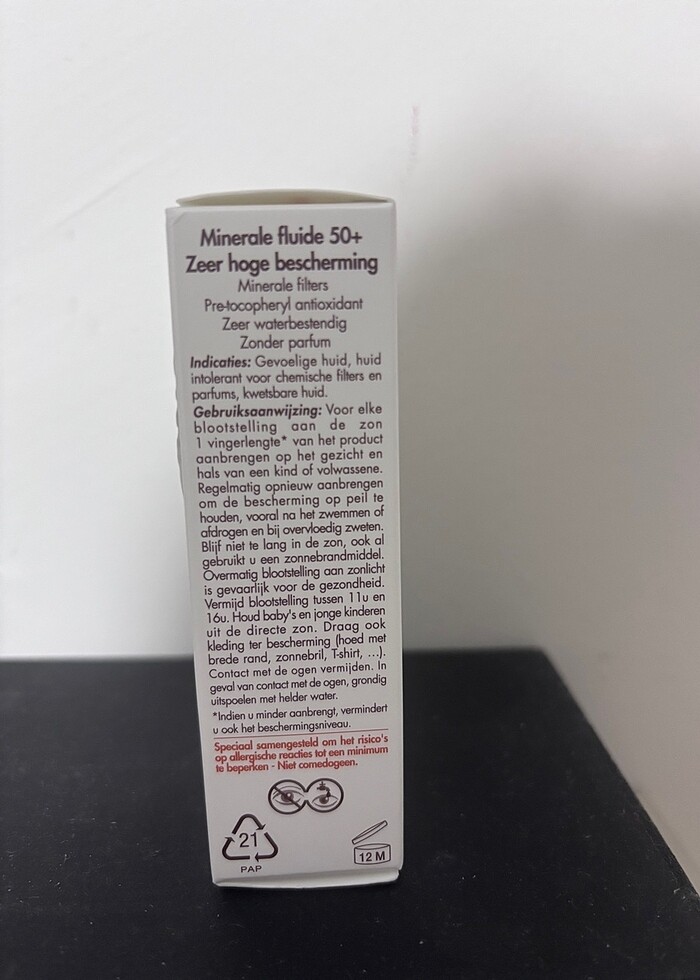 Minerale fluide 50+
Zeer hoge bescherming
Minerale filters
Pre-tocopheryl antioxidant
Zeer waterbestendig
Zonder parfum
Indicaties: Gevoelige huid, huid
intolerant voor chemische filters en
parfums, kwetsbare huid.
Gebruiksaanwijzing: Voor elke
blootstelling aan de zon
1 vingerlengte* van het product
aanbrengen op het gezicht en
hals van een kind of volwassene.
Regelmatig opnieuw aanbrengen
om de bescherming op peil te
houden, vooral na het zwemmen of
afdrogen en bij overvloedig zweten.
Blijf niet te lang in de zon, ook al
gebruikt u een zonnebrandmiddel.
Overmatig blootstelling aan zonlicht
is gevaarlijk voor de gezondheid.
Vermijd blootstelling tussen 11u en
16u. Houd baby's en jonge kinderen
uit de directe zon. Draag ook
kleding ter bescherming (hoed met
brede rand, zonnebril, T-shirt, ...).
Contact met de ogen vermijden. In
geval van contact met de ogen, grondig
uitspoelen met helder water.
*Indien u minder aanbrengt, vermindert
u ook het beschermingsniveau.
Speciaal samengesteld om het risico's
op allergische reacties tot een minimum
te beperken - Niet comedogeen.
21
PAP
12 M